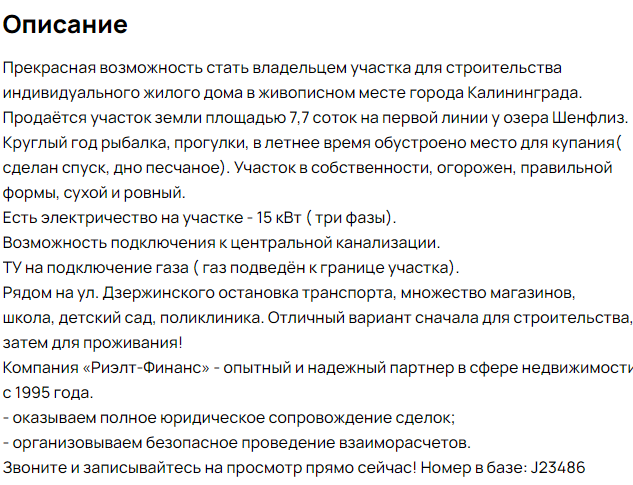 Описание
Прекрасная возможность стать владельцем участка для строительства
индивидуального жилого дома в живописном месте города Калининграда.
Продаётся участок земли площадью 7,7 соток на первой линии у озера Шенфлиз.
Круглый год рыбалка, прогулки, в летнее время обустроено место для купания(
сделан спуск, дно песчаное). Участок в собственности, огорожен, правильной
формы, сухой и ровный.
Есть электричество на участке - 15 кВт ( три фазы).
Возможность подключения к центральной канализации.
ТУ на подключение газа ( газ подведён к границе участка).
Рядом на ул. Дзержинского остановка транспорта, множество магазинов,
школа, детский сад, поликлиника. Отличный вариант сначала для строительства,
затем для проживания!
Компания «Риэлт-Финанс» - опытный и надежный партнер в сфере недвижимости
с 1995 года.
- оказываем полное юридическое сопровождение сделок;
- организовываем безопасное проведение взаиморасчетов.
Звоните и записывайтесь на просмотр прямо сейчас! Номер в базе: J23486